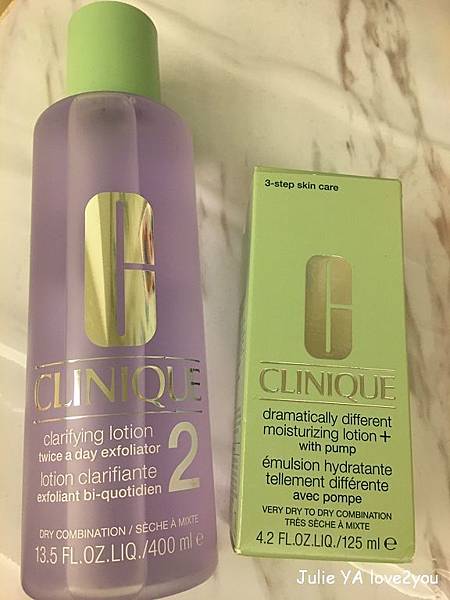 CLINIQUE
clarifying lotion
twice a day exfoliator
2
lotion clarifiante
exfoliant bi-quotidien
DRY COMBINATION / SÈCHE À MIXTE
13.5 FL.OZ.LIQ./400 ml ℮
3-step skin care
CLINIQUE
dramatically different
moisturizing lotion+
with pump
émulsion hydratante
tellement différente
avec pompe
VERY DRY TO DRY COMBINATION
TRÈS SÈCHE À MIXTE
4.2 FL.OZ.LIQ./125 ml ℮
Julie YA love2you